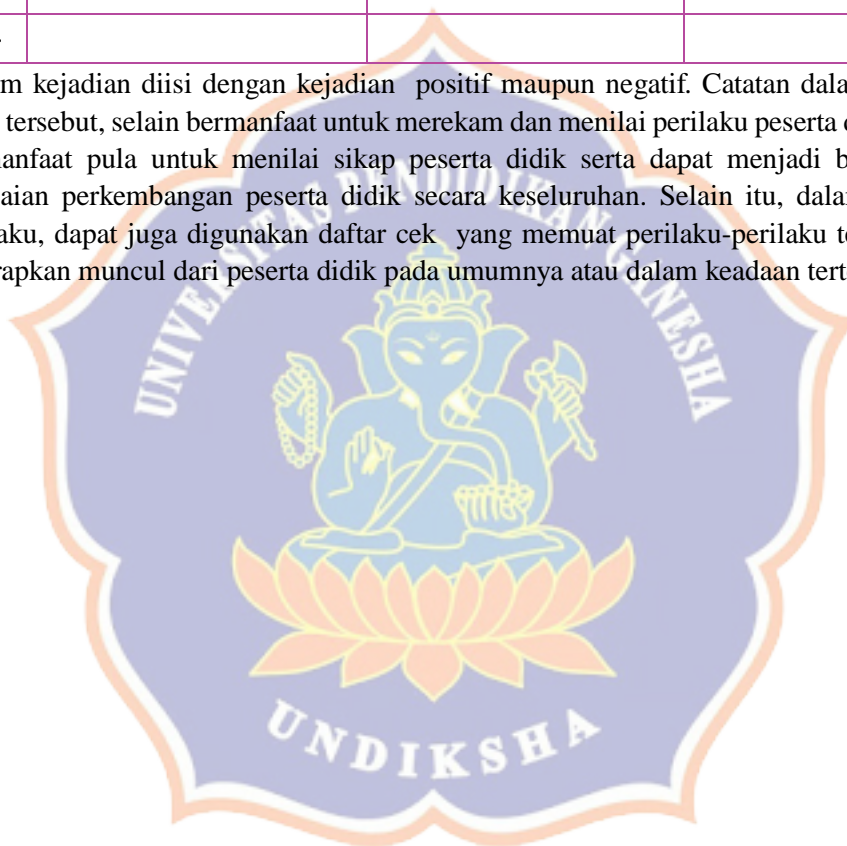 m kejadian diisi dengan kejadian positif maupun negatif. Catatan dala
tersebut, selain bermanfaat untuk merekam dan menilai perilaku peserta
anfaat pula untuk menilai sikap peserta didik serta dapat menjadi b
aian perkembangan peserta didik secara keseluruhan. Selain itu, dala
aku, dapat juga digunakan daftar cek yang memuat perilaku-perilaku te
rapkan muncul dari peserta didik pada umumnya atau dalam keadaan tert
UNIVERSITAS PENDIDIKAN GANESHA
UNDIKSHA